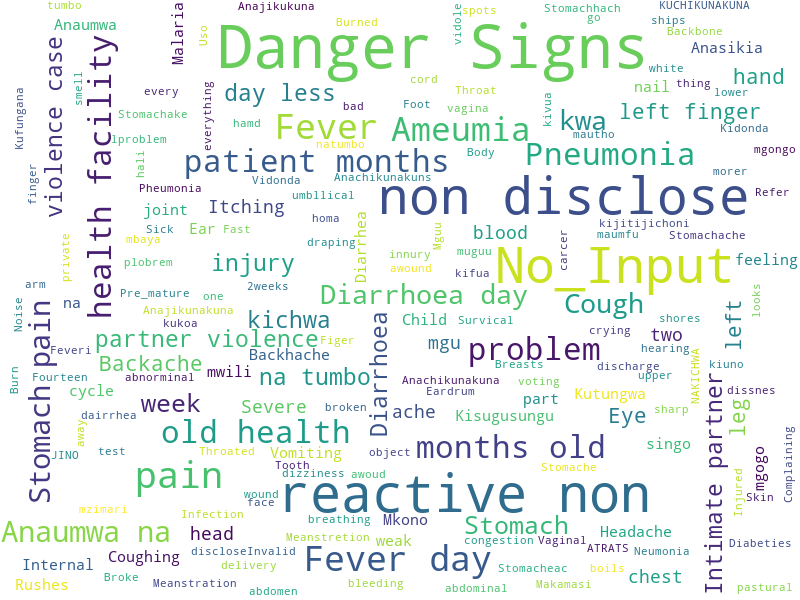 tumbo
Anajikukuna
spots
Stomachhach
KUCHIKUNAKUNA
Anaumwa
Malaria
Uso
Burned
vidole
go
ships
Backbone
Danger Signs
Anasikia
violence case
health facility
smell
every
everything
day less
cord
Throat
white
thing
hand
nail
lower
Kufungana
Stomachake
hamd
bad
Foot
vagina
kivua
kwa
left finger
lproblem
Fever
Ameumia
mautho
Kidonda
natumbo
patient months
Body
Pneumonia
mgongo
finger
hali
Vidonda
Anachikunakuns
morer
Pheumonia
umbllical
non disclose
Refer
joint
Itching
homa
kijitijichoni
private
Sick
Ear
Fast
Diarrhea
Mguu
blood
carcer
maumfu
Stomachache
mbaya
draping
innury
muguu
No_Input
plobrem
injury
awound
kifua
feeling
arm
Pre_mature
one
2weeks
Diarrhoea day
Cough
looks
Noise
na
Anajikunakuna
kichwa
Diarrhoea
Child
Survical
shores
left
Stomach pain
kukoa
crying
two
partner violence
Figer
mgu
problem
hearing
Feveri
Backache
Backhache
Breasts
discharge
kiuno
Burn
Fourteen
abnorminal
mwili
na tumbo
Anachikunakuna
voting
upper
NAKICHWA
dissnes
cycle
Eardrum
part
Kutungwa
Intimate partner
leg
week
Severe
broken
ache
Kisugusungu
Eye
sharp
dairrhea
away
old health
months old
singo
mgogo
Complaining
JINO
test
Throated
Vomiting
object
Tooth
Stomache
Skin
pain
dizziness
awoud
Injured
mzimari
wound
face
reactive non
Infection
breathing
Mkono
Stomach
Anaumwa na
head
Meanstretion
weak
congestion
Vaginal
Headache
ATRATS
Neumonia
Diabeties
Internal
Coughing
discloseInvalid
Fever day
Rushes
Broke
Meanstration
delivery
abdomen
bleeding
Stomacheac
abdominal
Makamasi
boils
chest
pastural